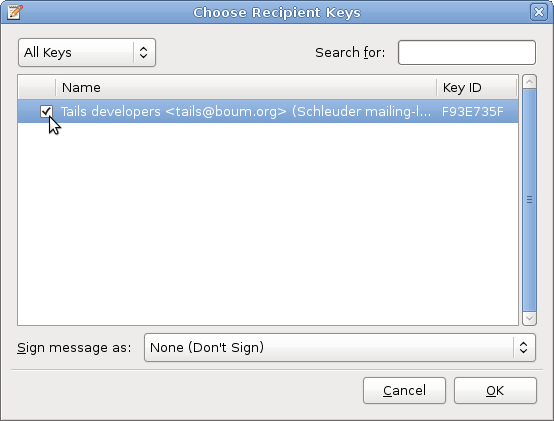 Choose Recipient Keys
All Keys Search for:
Name Key ID
Tails developers <tails@boum.org> (Schleuder mailing-l... F93E735F
Sign message as: None (Don't Sign)
Cancel OK